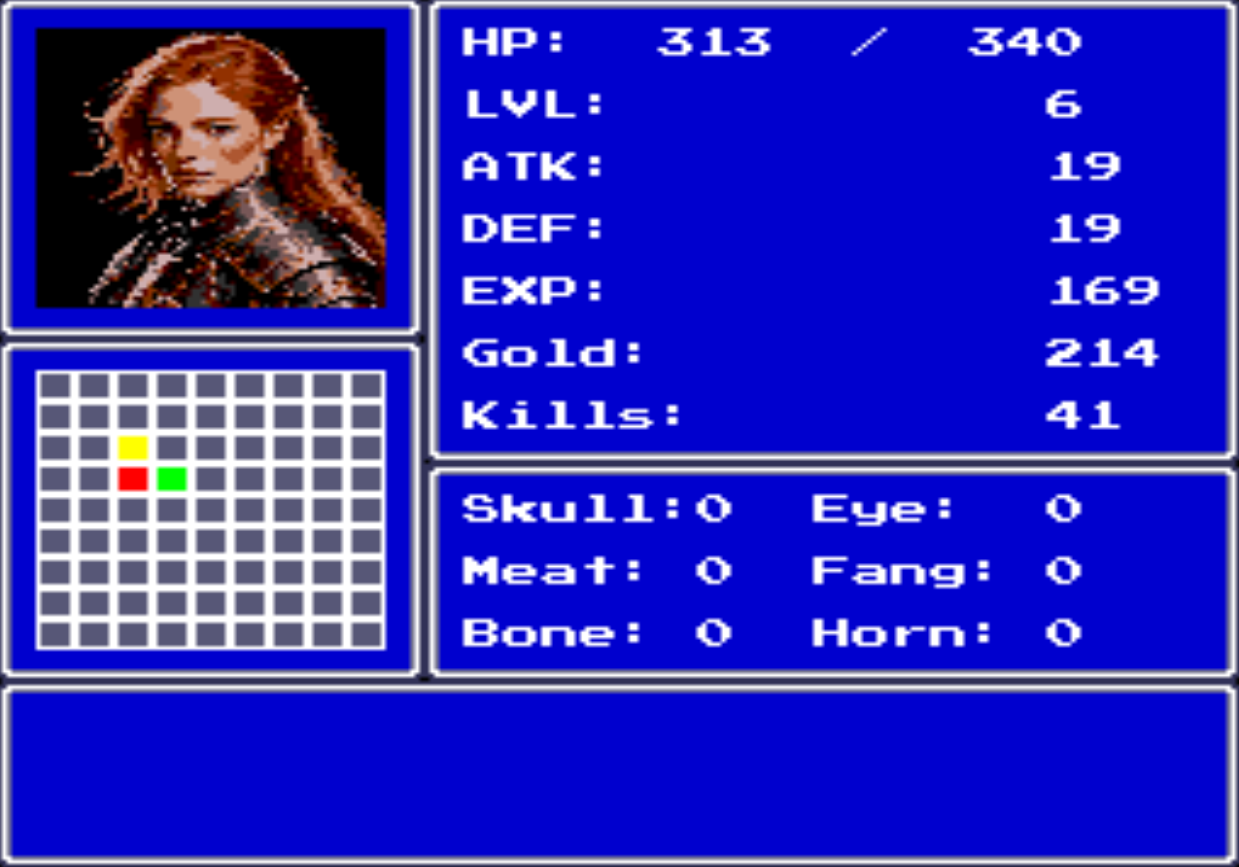 HP: 313 / 340
LVL: 6
ATK: 19
DEF: 19
EXP: 169
Gold: 214
Kills: 41
Skull:0 Eye: 0
Meat: 0 Fang: 0
Bone: 0 Horn: 0